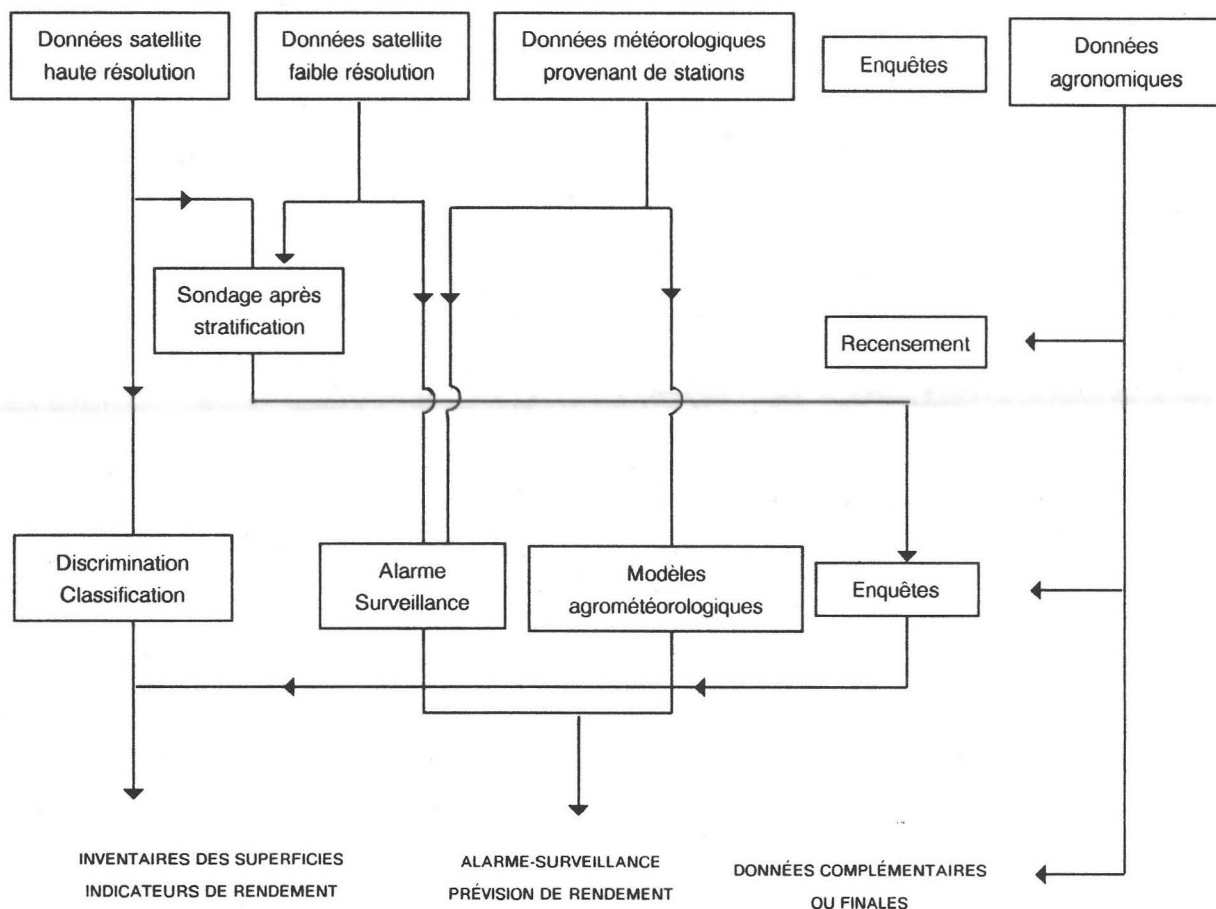 Données satellite
haute résolution
Données satellite
faible résolution
Données météorologiques
provenant de stations
Enquêtes
Données
agronomiques
Sondage après
stratification
Recensement
Discrimination
Classification
Alarme
Surveillance
Modèles
agrométéorologiques
Enquêtes
INVENTAIRES DES SUPERFICIES
INDICATEURS DE RENDEMENT
ALARME-SURVEILLANCE
PRÉVISION DE RENDEMENT
DONNÉES COMPLÉMENTAIRES
OU FINALES